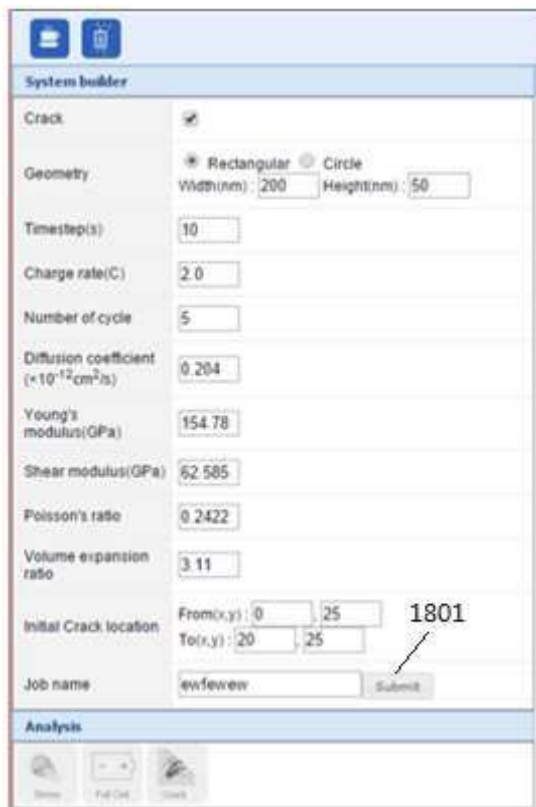 System builder
Crack
Geometry
Rectangular Circle
Width(nm) : 200 Height(nm) : 50
Timestep(s) 10
Charge rate(C) 2.0
Number of cycle 5
Diffusion coefficient
(×10⁻¹²cm²/s) 0.204
Young's
modulus(GPa) 154.78
Shear modulus(GPa) 62.585
Poisson's ratio 0.2422
Volume expansion
ratio 3.11
Initial Crack location
From(x,y) : 0 , 25
To(x,y) : 20 , 25
1801
Job name ewfewew Submit
Analysis
Full Cell
Crack